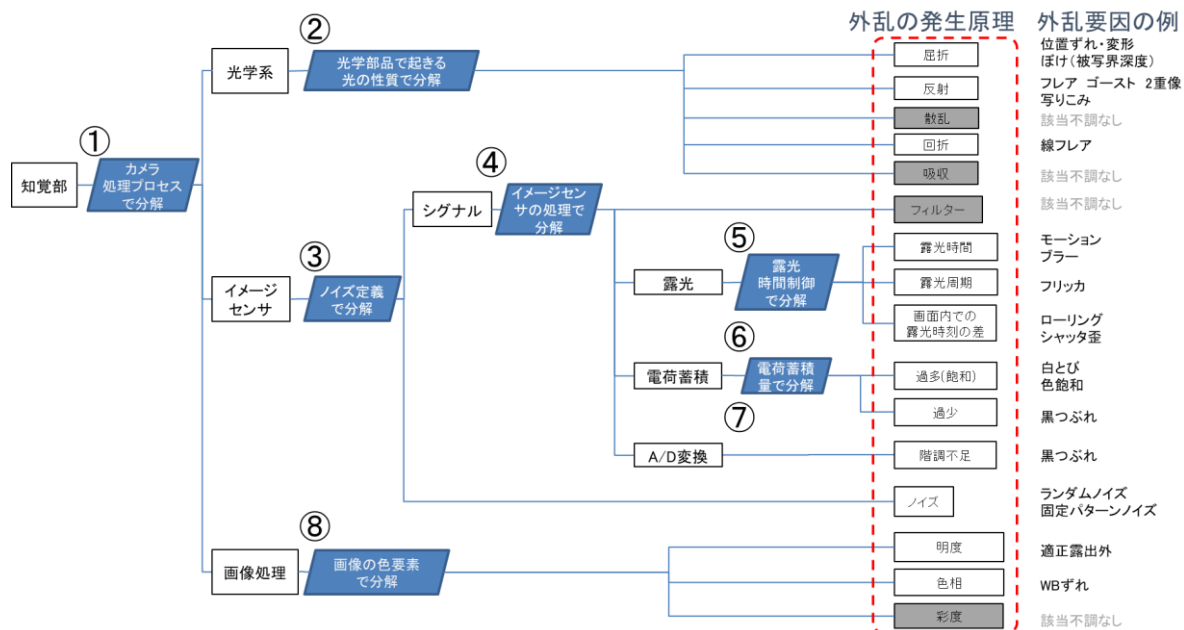 外乱の発生原理
外乱要因の例
②
光学系
光学部品で起きる
光の性質で分解
屈折
位置ずれ・変形
ぼけ(被写界深度)
反射
フレア ゴースト 2重像
写りこみ
散乱
該当不調なし
回折
線フレア
吸収
該当不調なし
①
知覚部
カメラ
処理プロセス
で分解
④
シグナル
イメージセン
サの処理で
分解
フィルター
該当不調なし
③
イメージ
センサ
ノイズ定義
で分解
⑤
露光
露光
時間制御
で分解
露光時間
モーション
ブラー
露光周期
フリッカ
画面内での
露光時刻の差
ローリング
シャッタ歪
⑥
電荷蓄積
電荷蓄積
量で分解
過多(飽和)
白とび
色飽和
過少
黒つぶれ
⑦
A/D変換
階調不足
黒つぶれ
ノイズ
ランダムノイズ
固定パターンノイズ
⑧
画像処理
画像の色要素
で分解
明度
適正露出外
色相
WBずれ
彩度
該当不調なし